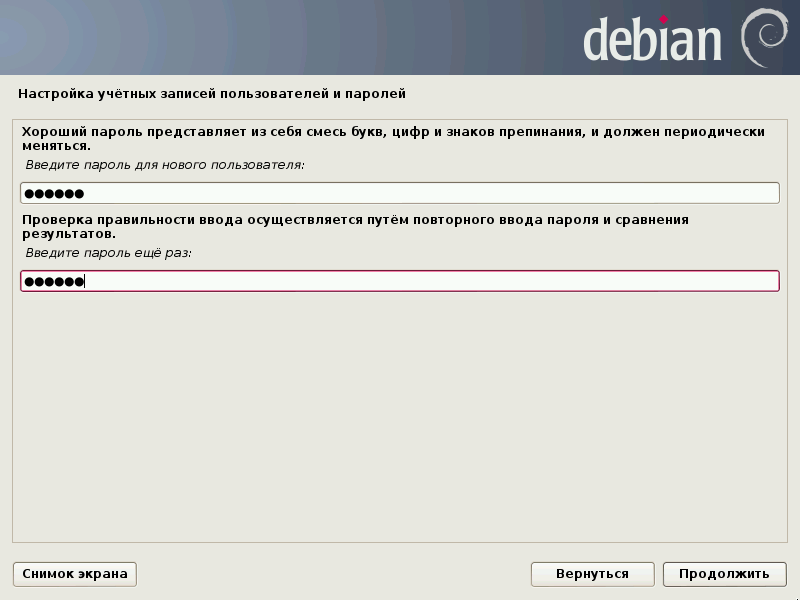 debian
Настройка учётных записей пользователей и паролей
Хороший пароль представляет из себя смесь букв, цифр и знаков препинания, и должен периодически
меняться.
Введите пароль для нового пользователя:
●●●●●●
Проверка правильности ввода осуществляется путём повторного ввода пароля и сравнения
результатов.
Введите пароль ещё раз:
●●●●●●
Снимок экрана
Вернуться
Продолжить